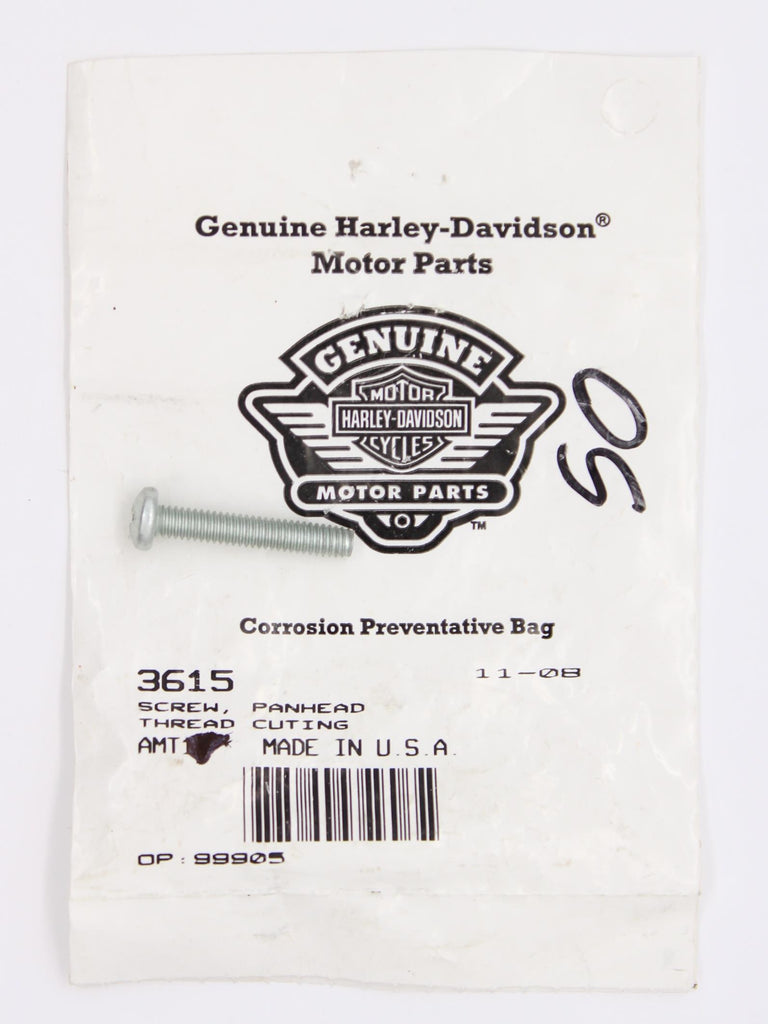 Genuine Harley-Davidson®
Motor Parts
GENUINE
MOTOR
HARLEY-DAVIDSON
CYCLES
MOTOR PARTS
TM
50
Corrosion Preventative Bag
3615
11-08
SCREW, PANHEAD
THREAD CUTING
AMT MADE IN U.S.A.
OP: 99905